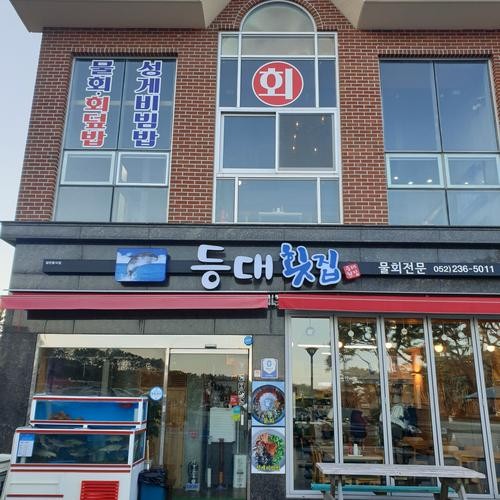 물회,회덮밥
성게비빔밥
회
등대횟집
물회전문 052)236-5011